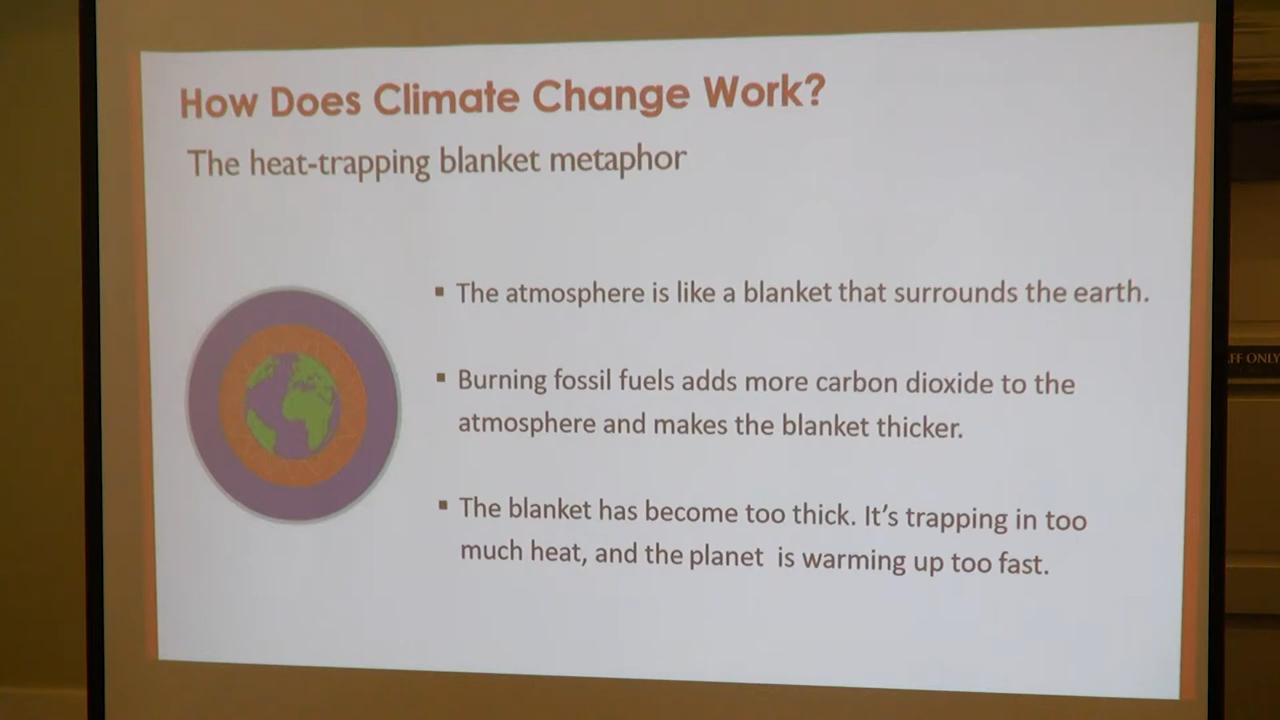 How Does Climate Change Work?
The heat-trapping blanket metaphor
▪ The atmosphere is like a blanket that surrounds the earth.
▪ Burning fossil fuels adds more carbon dioxide to the
atmosphere and makes the blanket thicker.
▪ The blanket has become too thick. It's trapping in too
much heat, and the planet  is warming up too fast.
FF ONLY